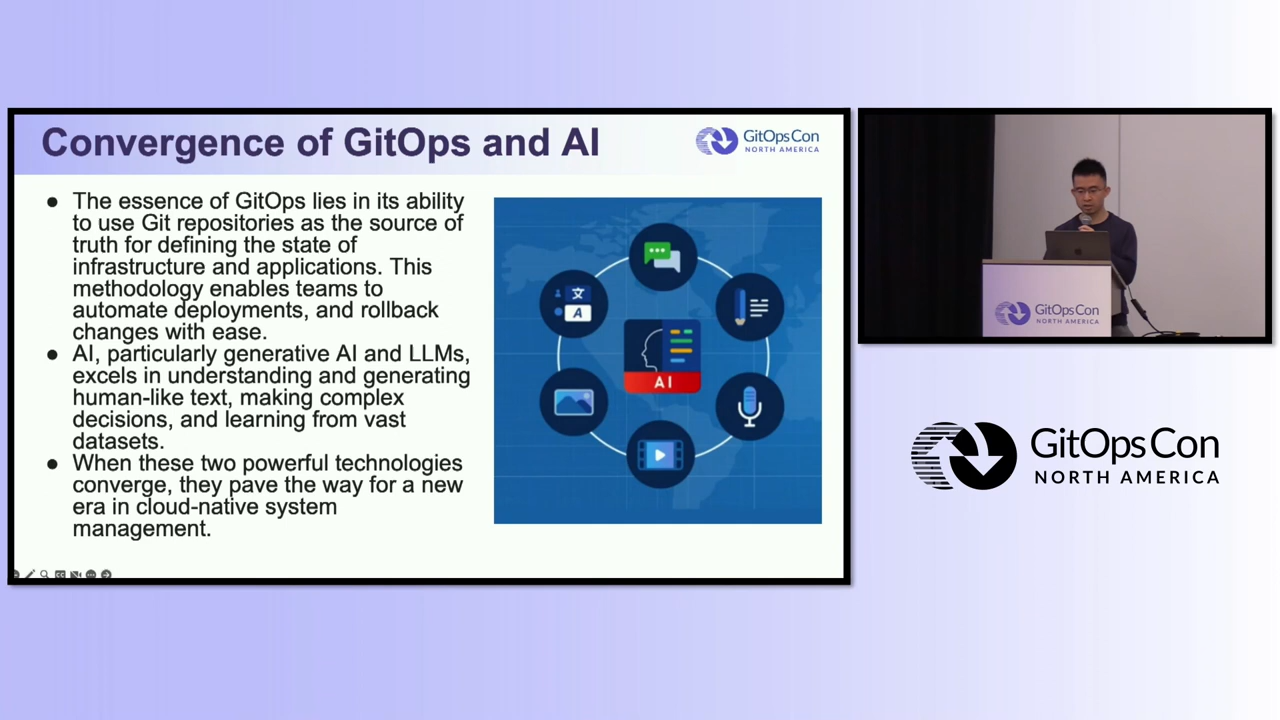 Convergence of GitOps and AI
GitOps Con
NORTH AMERICA
● The essence of GitOps lies in its ability
to use Git repositories as the source of
truth for defining the state of
infrastructure and applications. This
methodology enables teams to
automate deployments, and rollback
changes with ease.
● AI, particularly generative AI and LLMs,
excels in understanding and generating
human-like text, making complex
decisions, and learning from vast
datasets.
● When these two powerful technologies
converge, they pave the way for a new
era in cloud-native system
management.
文
A
AI
GitOpsCon
NORTH AMERICA
GitOpsCon
NORTH AMERICA